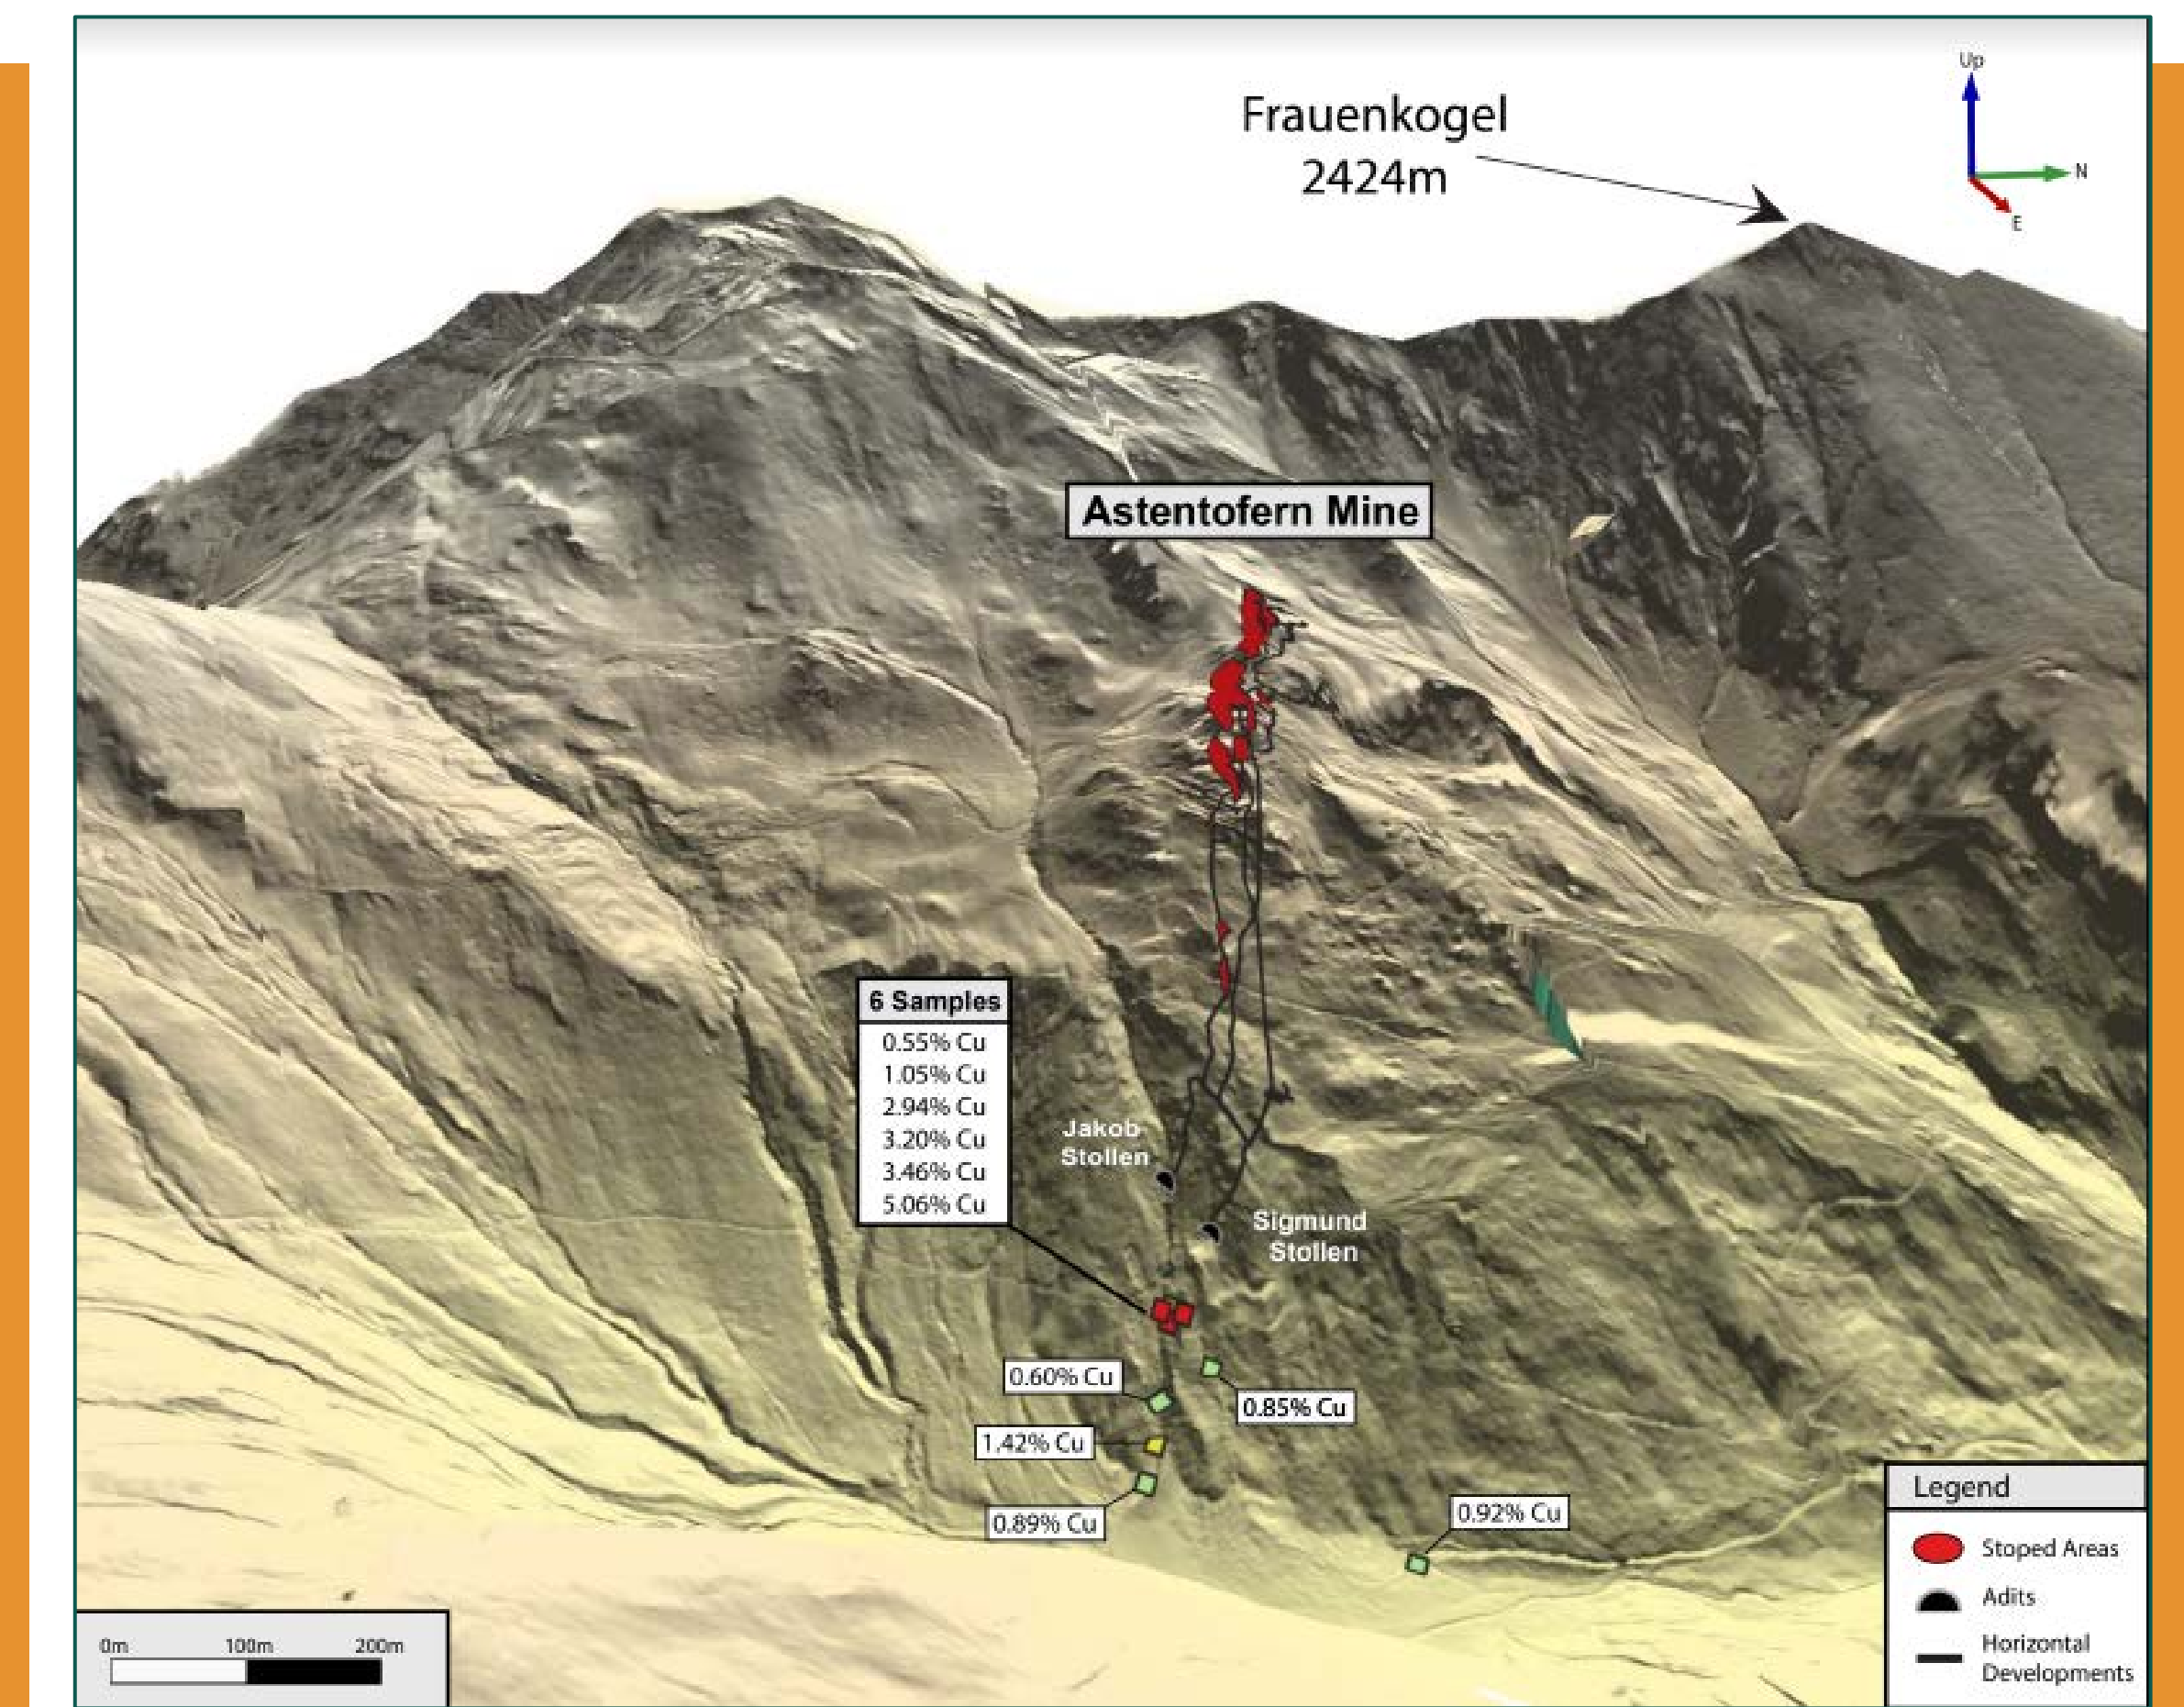 Up
N
E
Frauenkogel
2424m
Astentofern Mine
6 Samples
0.55% Cu
1.05% Cu
2.94% Cu
3.20% Cu
3.46% Cu
5.06% Cu
Jakob
Stollen
Sigmund
Stollen
0.60% Cu
0.85% Cu
1.42% Cu
0.89% Cu
0.92% Cu
Legend
Stoped Areas
Adits
Horizontal
Developments
0m 100m 200m